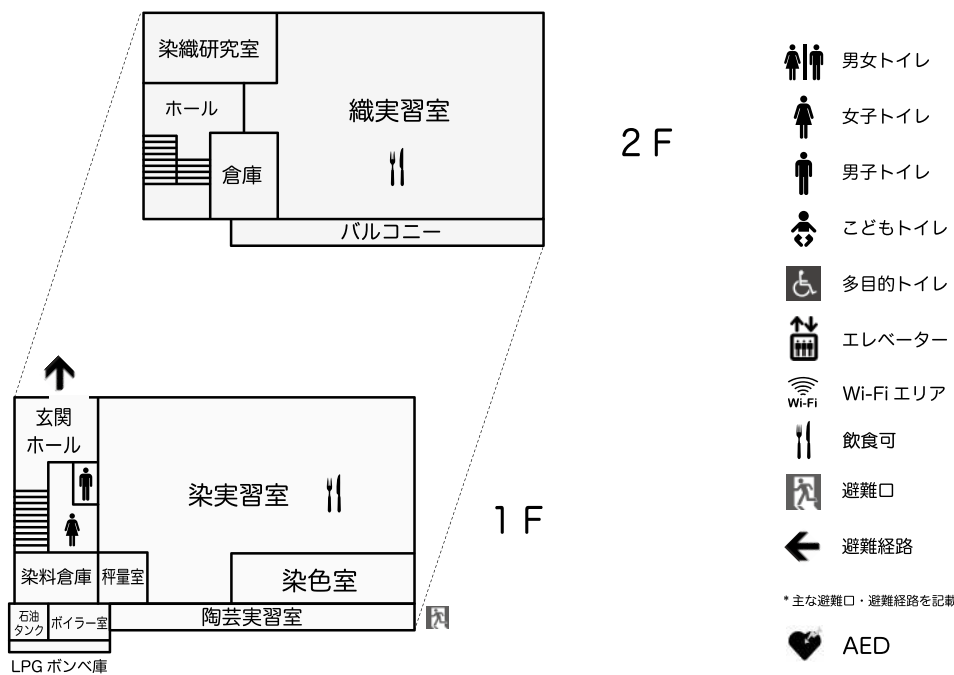 染織研究室
ホール
織実習室
倉庫
バルコニー
2F
玄関
ホール
染実習室
1F
染料倉庫
秤量室
染色室
石油
タンク
ボイラー室
陶芸実習室
LPG ボンベ庫
男女トイレ
女子トイレ
男子トイレ
こどもトイレ
多目的トイレ
エレベーター
Wi-Fi
Wi-Fi エリア
飲食可
避難口
避難経路
* 主な避難口・避難経路を記載
AED